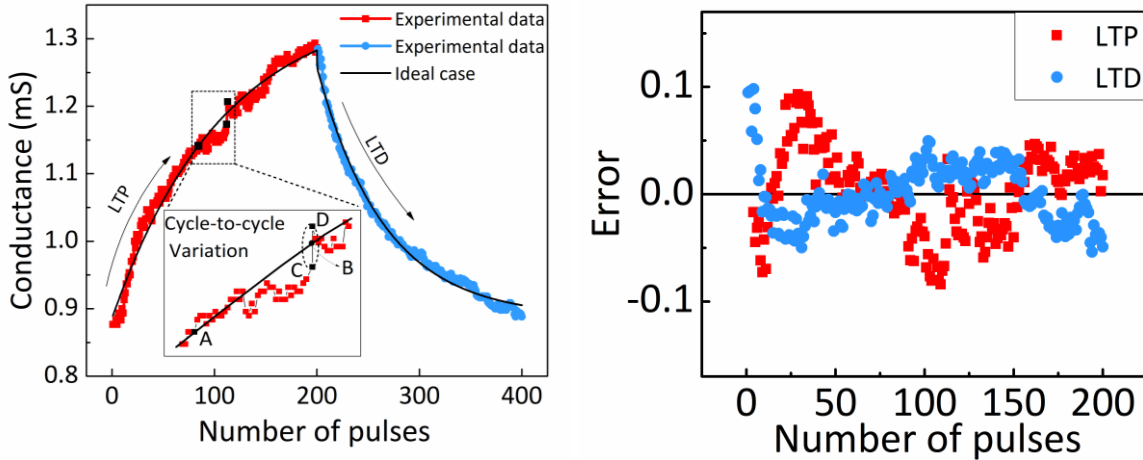 1.3
1.2
1.1
1.0
0.9
0.8
Conductance (mS)
Experimental data
Experimental data
Ideal case
LTP
LTD
Cycle-to-cycle
Variation
D
C
B
A
0
100
200
300
400
Number of pulses
0.1
0.0
-0.1
Error
LTP
LTD
0
50
100
150
200
Number of pulses